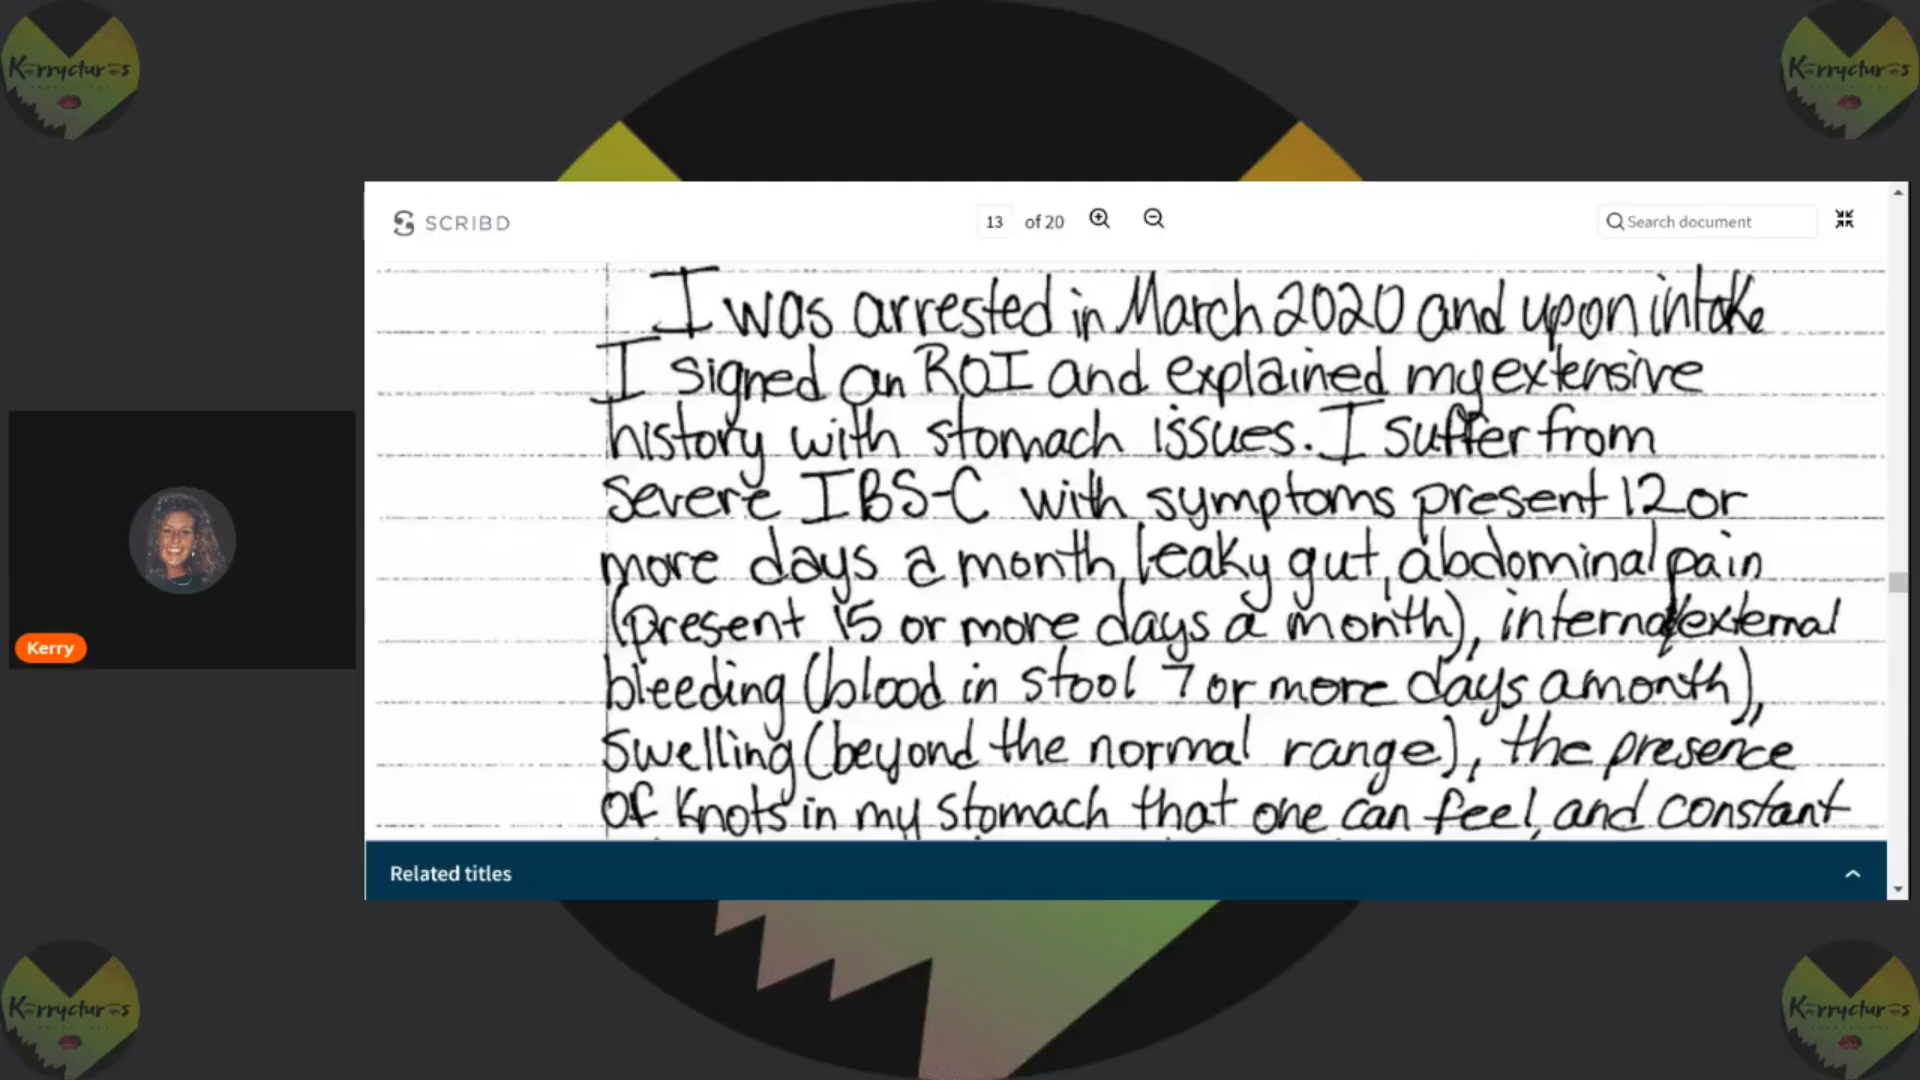 Kerryctures
Kerryctures
SCRIBD
13 of 20
Search document
I was arrested in March 2020 and upon intake
I signed an ROI and explained my extensive
history with stomach issues. I suffer from
severe IBS-C with symptoms present 12 or
more days a month, leaky gut, abdominal pain
(present 15 or more days a month), internal/external
bleeding (blood in stool 7 or more days a month),
swelling (beyond the normal range), the presence
of knots in my stomach that one can feel, and constant
Kerry
Related titles
Kerryctures
Kerryctures